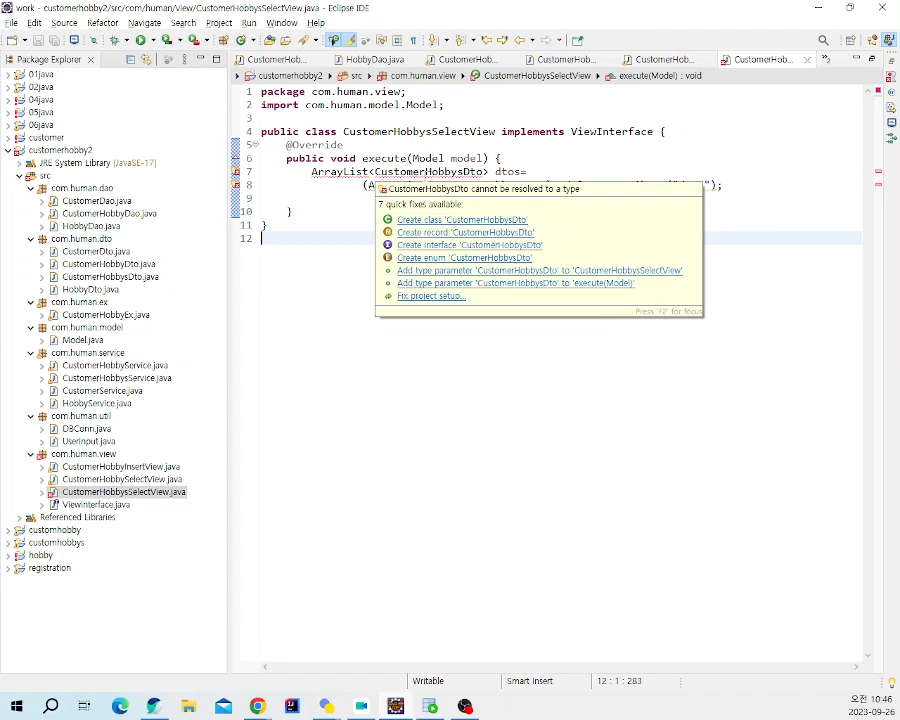 work - customerhobby2/src/com/human/view/CustomerHobbysSelectView.java - Eclipse IDE
File Edit Source Refactor Navigate Search Project Run Window Help
Package Explorer
CustomerHob...
HobbyDao.java
CustomerHob...
CustomerHob...
CustomerHob...
CustomerHob...
customerhobby2 src com.human.view CustomerHobbysSelectView execute(Model) : void
01java
02java
04java
05java
06java
customer
customerhobby2
JRE System Library [JavaSE-17]
src
com.human.dao
CustomerDao.java
CustomerHobbyDao.java
HobbyDao.java
com.human.dto
CustomerDto.java
CustomerHobbyDto.java
CustomerHobbysDto.java
HobbyDto.java
com.human.ex
CustomerHobbyEx.java
com.human.model
Model.java
com.human.service
CustomerHobbyService.java
CustomerHobbysService.java
CustomerService.java
HobbyService.java
com.human.util
DBConn.java
UserInput.java
com.human.view
CustomerHobbyInsertView.java
CustomerHobbySelectView.java
CustomerHobbysSelectView.java
ViewInterface.java
Referenced Libraries
customhobby
customhobbys
hobby
registration
1 package com.human.view;
2 import com.human.model.Model;
3
4 public class CustomerHobbysSelectView implements ViewInterface {
5 @Override
6 public void execute(Model model) {
7 ArrayList<CustomerHobbysDto> dtos=
8 (A ");
9
10 }
11 }
12
CustomerHobbysDto cannot be resolved to a type
7 quick fixes available:
Create class 'CustomerHobbysDto'
Create record 'CustomerHobbysDto'
Create interface 'CustomerHobbysDto'
Create enum 'CustomerHobbysDto'
Add type parameter 'CustomerHobbysDto' to 'CustomerHobbysSelectView'
Add type parameter 'CustomerHobbysDto' to 'execute(Model)'
Fix project setup...
Press 'F2' for focus
Writable Smart Insert 12 : 1 : 283
오전 10:46
2023-09-26